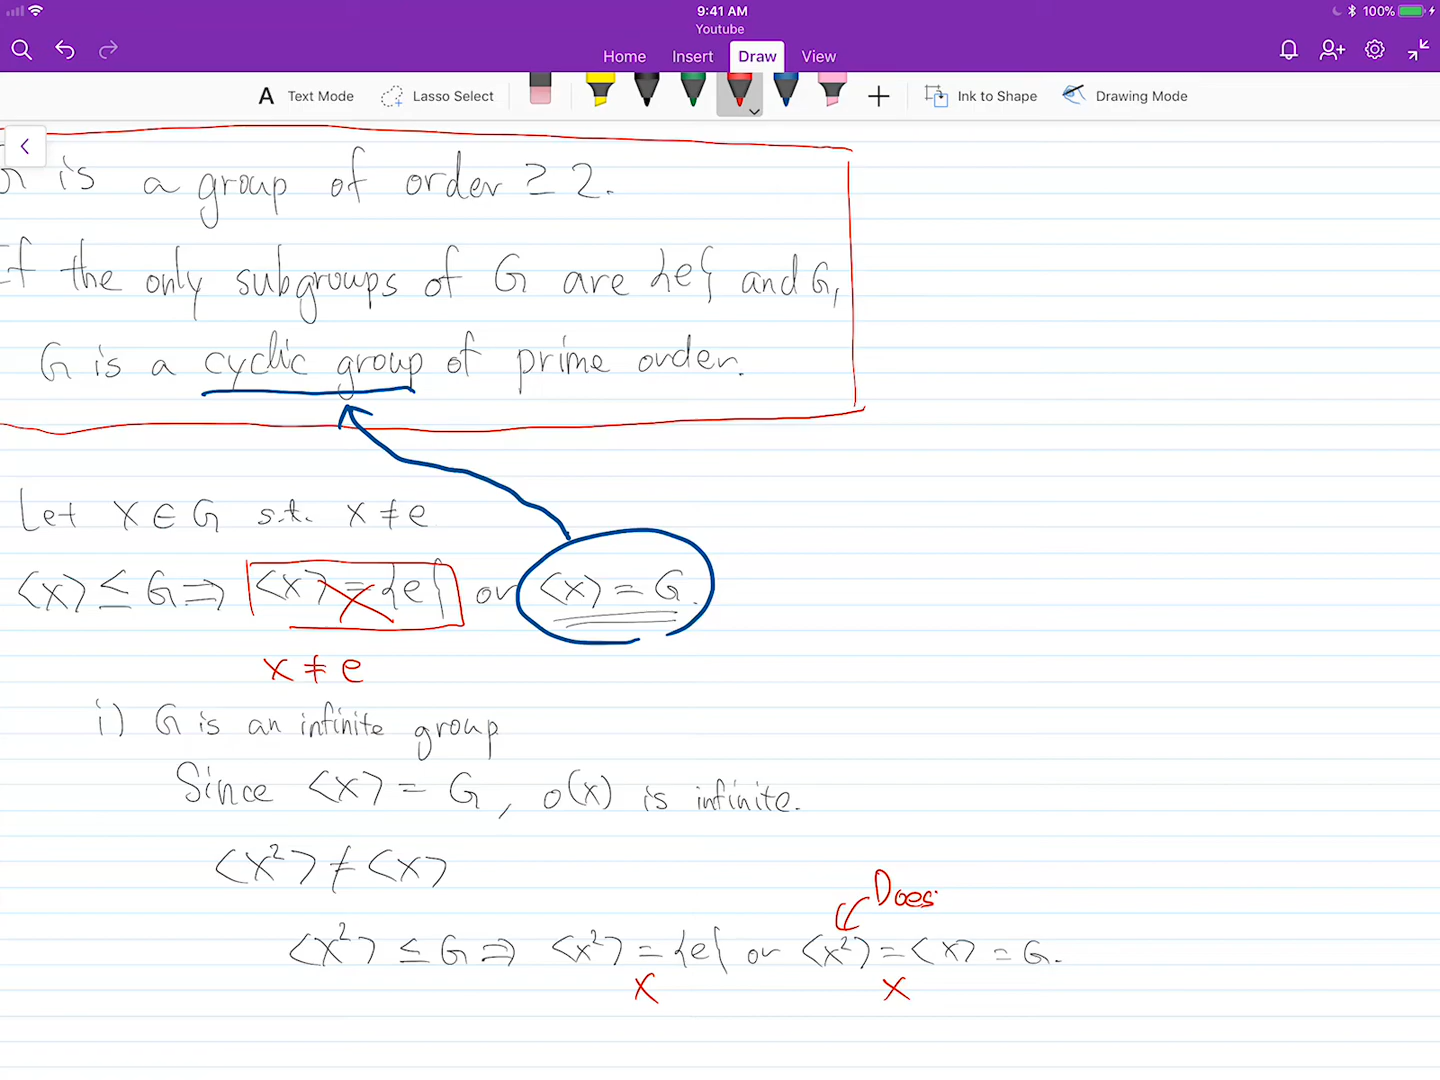 9:41 AM
100%
Youtube
Home Insert Draw View
A Text Mode Lasso Select + Ink to Shape Drawing Mode
is a group of order ≥ 2.
If the only subgroups of G are {e} and G,
G is a cyclic group of prime order.
Let x ∈ G s.t. x ≠ e
⟨x⟩ ≤ G ⇒ ⟨x⟩ = {e} or ⟨x⟩ = G.
x ≠ e
i) G is an infinite group
Since ⟨x⟩ = G, o(x) is infinite.
⟨x²⟩ ≠ ⟨x⟩
Does
⟨x²⟩ ≤ G ⇒ ⟨x²⟩ = {e} or ⟨x²⟩ = ⟨x⟩ = G.
x x